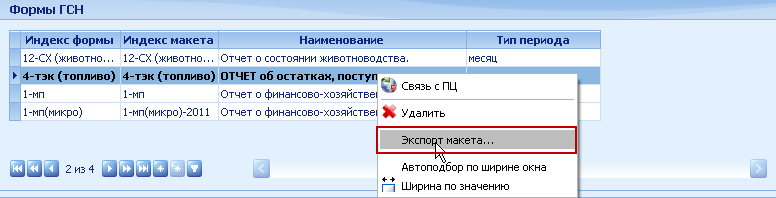 Формы ГСН
Индекс формы Индекс макета Наименование Тип периода
12-СХ (животно... 12-СХ (животно... Отчет о состоянии животноводства. месяц
4-тэк (топливо) 4-тэк (топливо) ОТЧЕТ об остатках, поступ
1-мп 1-мп Отчет о финансово-хозяйстве
1-мп(микро) 1-мп(микро)-2011 Отчет о финансово-хозяйстве
Связь с ПЦ
Удалить
Экспорт макета...
Автоподбор по ширине окна
Ширина по значению
2 из 4